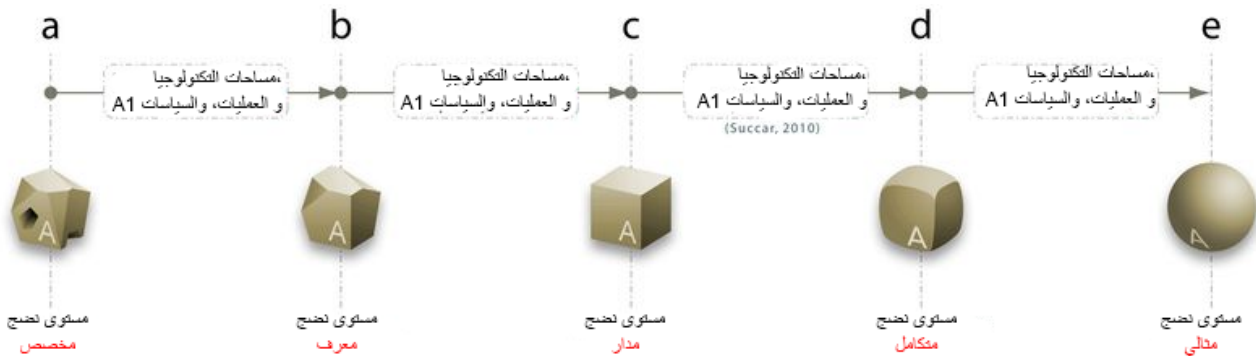 a
b
c
d
e
مساحات التكنولوجيا،
و العمليات، والسياسات A1
مساحات التكنولوجيا،
و العمليات، والسياسات A1
مساحات التكنولوجيا،
و العمليات، والسياسات A1
(Succar, 2010)
مساحات التكنولوجيا،
و العمليات، والسياسات A1
A
A
A
A
A
مستوى نضج
مخصص
مستوى نضج
معرف
مستوى نضج
مدار
مستوى نضج
متكامل
مستوى نضج
مثالي